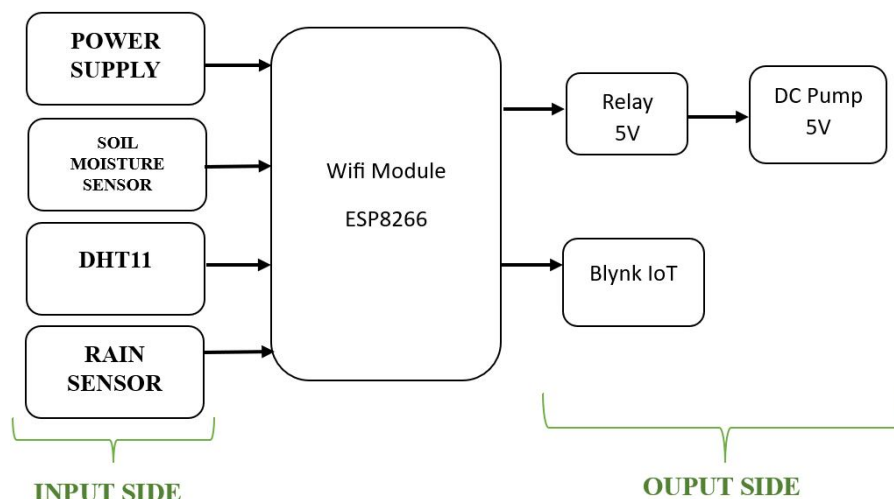 POWER
SUPPLY
SOIL
MOISTURE
SENSOR
DHT11
RAIN
SENSOR
Wifi Module
ESP8266
Relay
5V
DC Pump
5V
Blynk IoT
INPUT SIDE
OUPUT SIDE